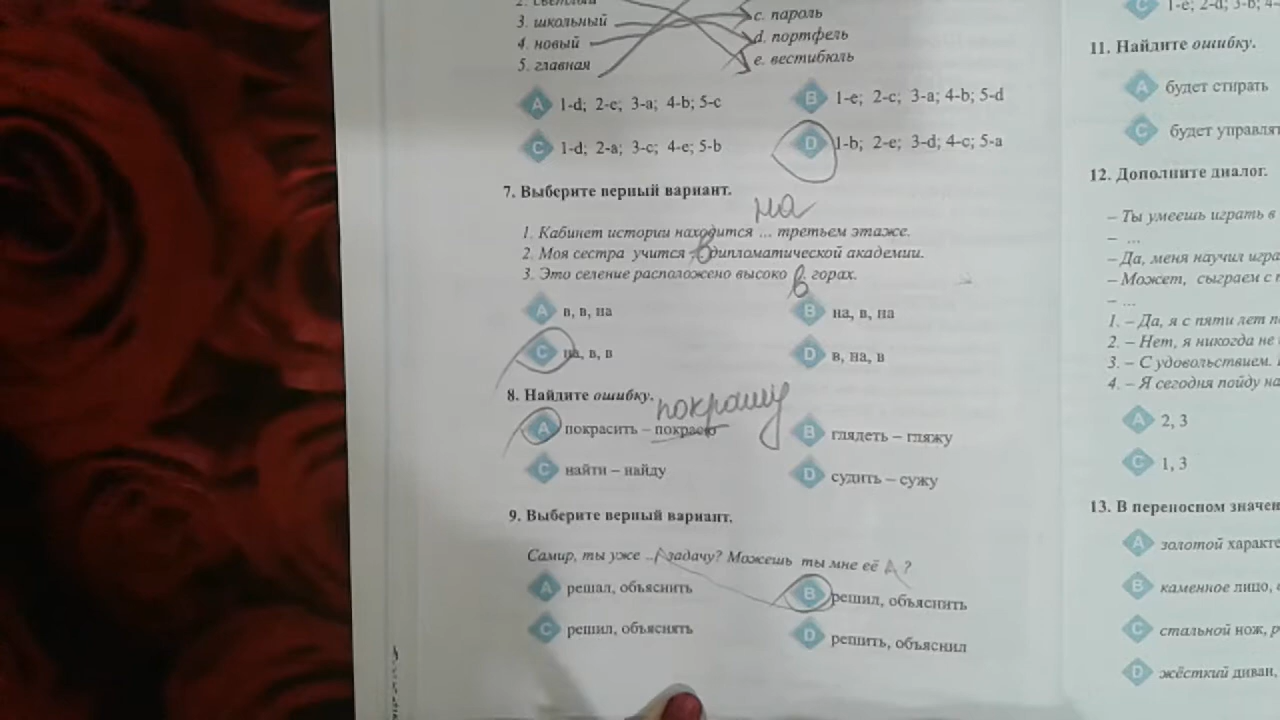 2. светлый
3. школьный
c. пароль
4. новый
d. портфель
5. главная
e. вестибюль
A 1-d; 2-e; 3-a; 4-b; 5-c
B 1-e; 2-c; 3-a; 4-b; 5-d
C 1-d; 2-a; 3-c; 4-e; 5-b
D 1-b; 2-e; 3-d; 4-c; 5-a
7. Выберите верный вариант.
на
1. Кабинет истории находится ... третьем этаже.
2. Моя сестра учится в дипломатической академии.
3. Это селение расположено высоко в горах.
A в, в, на
B на, в, на
C на, в, в
D в, на, в
8. Найдите ошибку.
покрашу
A покрасить – покрасю
B глядеть – гляжу
C найти – найду
D судить – сужу
9. Выберите верный вариант.
Самир, ты уже ... задачу? Можешь ты мне её ?
A решал, объяснить
B решил, объяснить
C решил, объяснять
D решить, объяснил
C 1-e; 2-d; 3-b; 4-
11. Найдите ошибку.
A будет стирать
C будет управлят
12. Дополните диалог.
– Ты умеешь играть в
– ...
– Да, меня научил игра
– Может, сыграем с
– ...
1. – Да, я с пяти лет
2. – Нет, я никогда не
3. – С удовольствием.
4. – Я сегодня пойду на
A 2, 3
C 1, 3
13. В переносном значен
A золотой характе
B каменное лицо,
C стальной нож, р
D жёсткий диван,